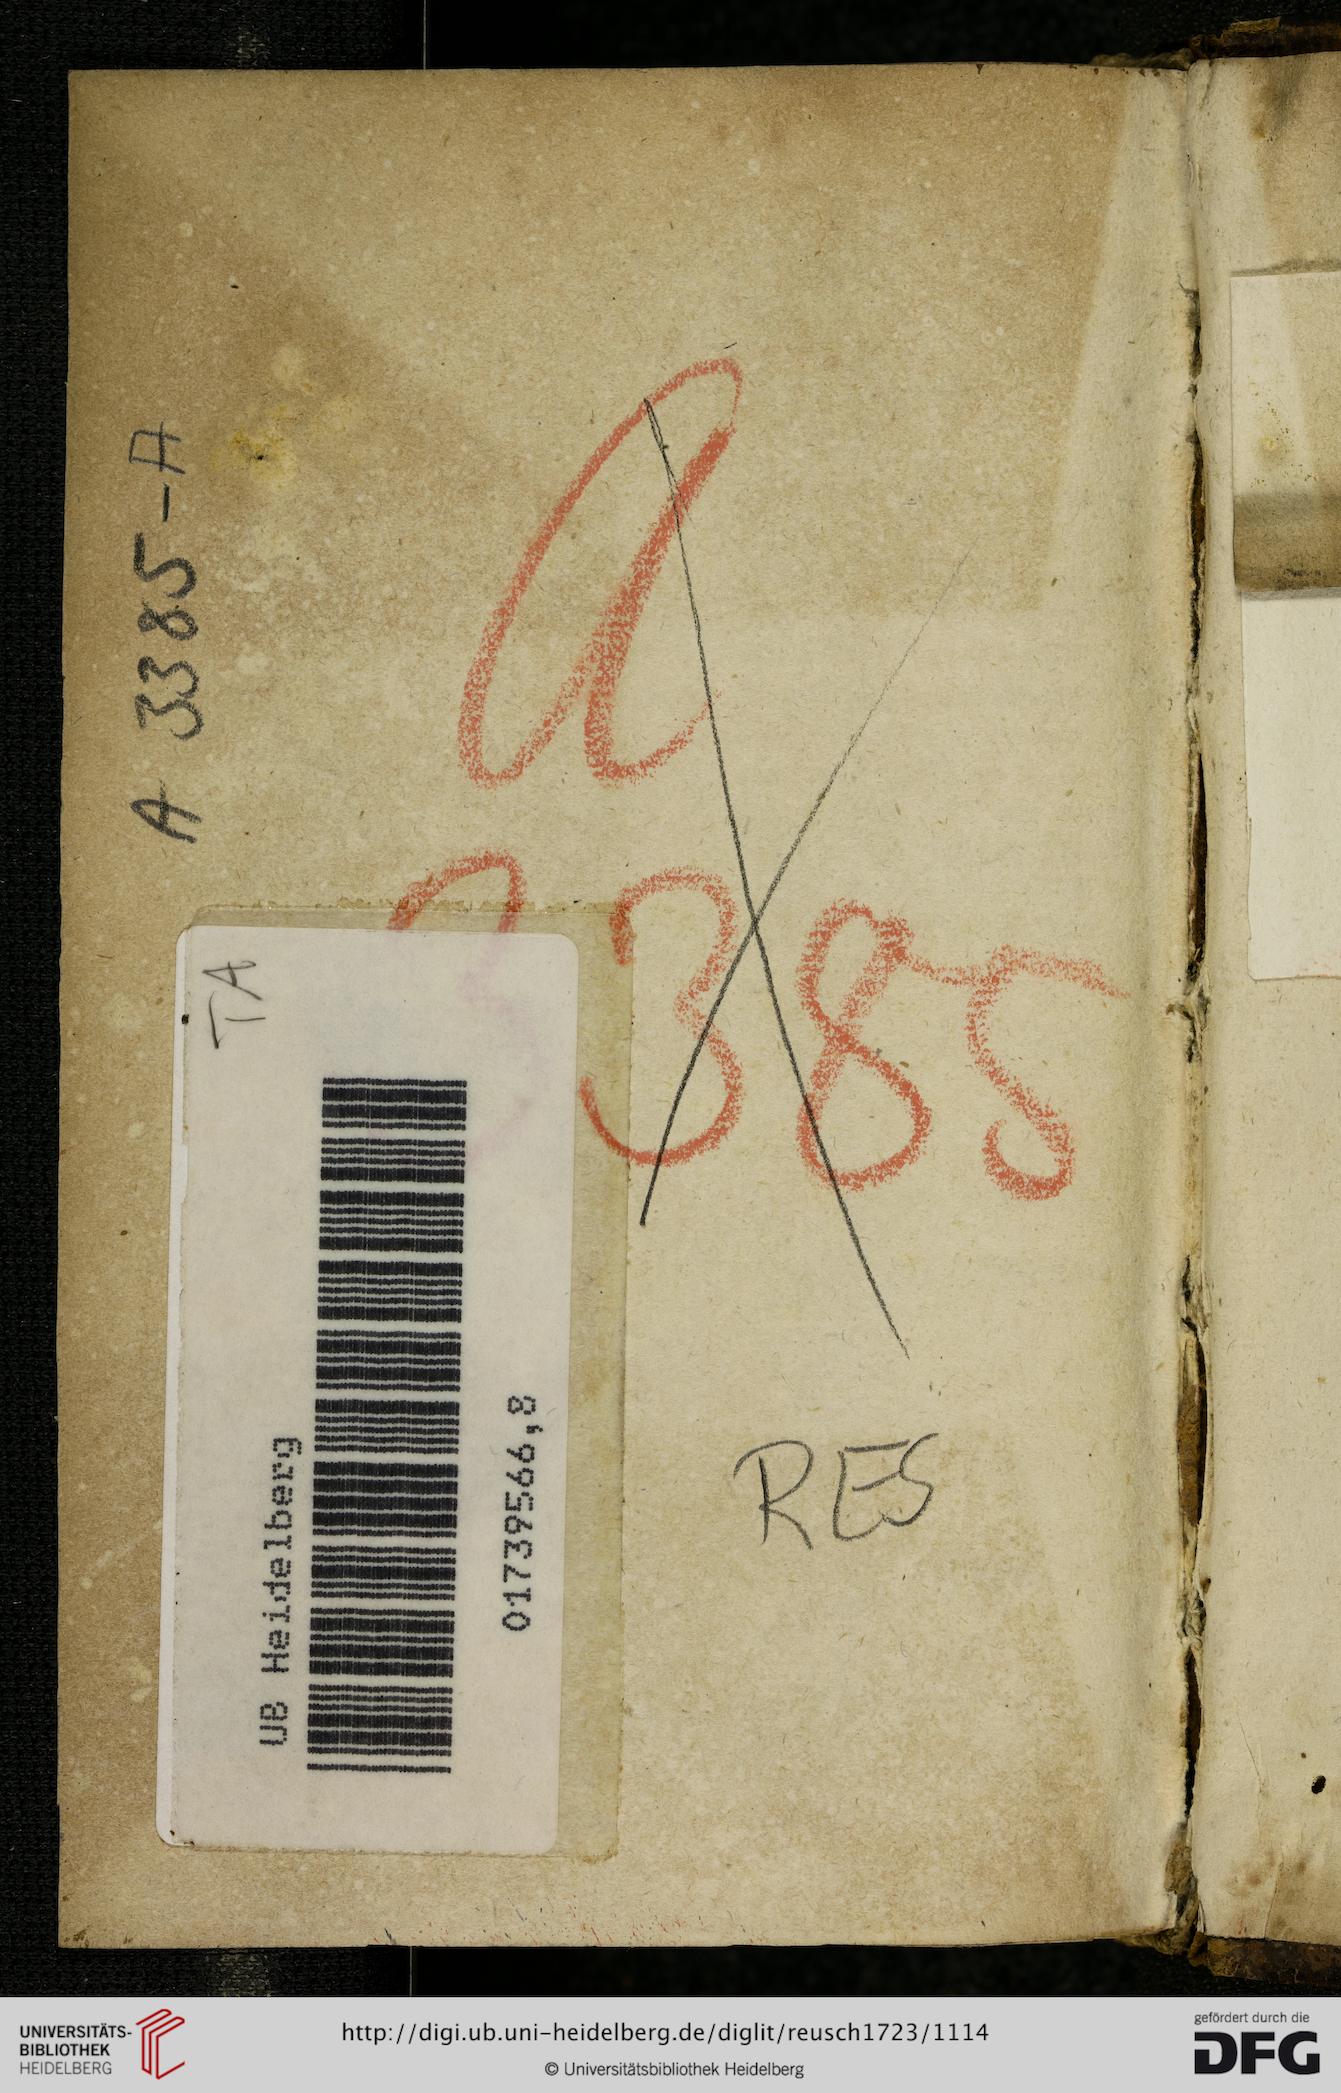 A 3385-A
a
3385
TA
UB Heidelberg
01739566,8
RES
UNIVERSITÄTS-
BIBLIOTHEK
HEIDELBERG
http://digi.ub.uni-heidelberg.de/diglit/reusch1723/1114
© Universitätsbibliothek Heidelberg
gefördert durch die
DFG